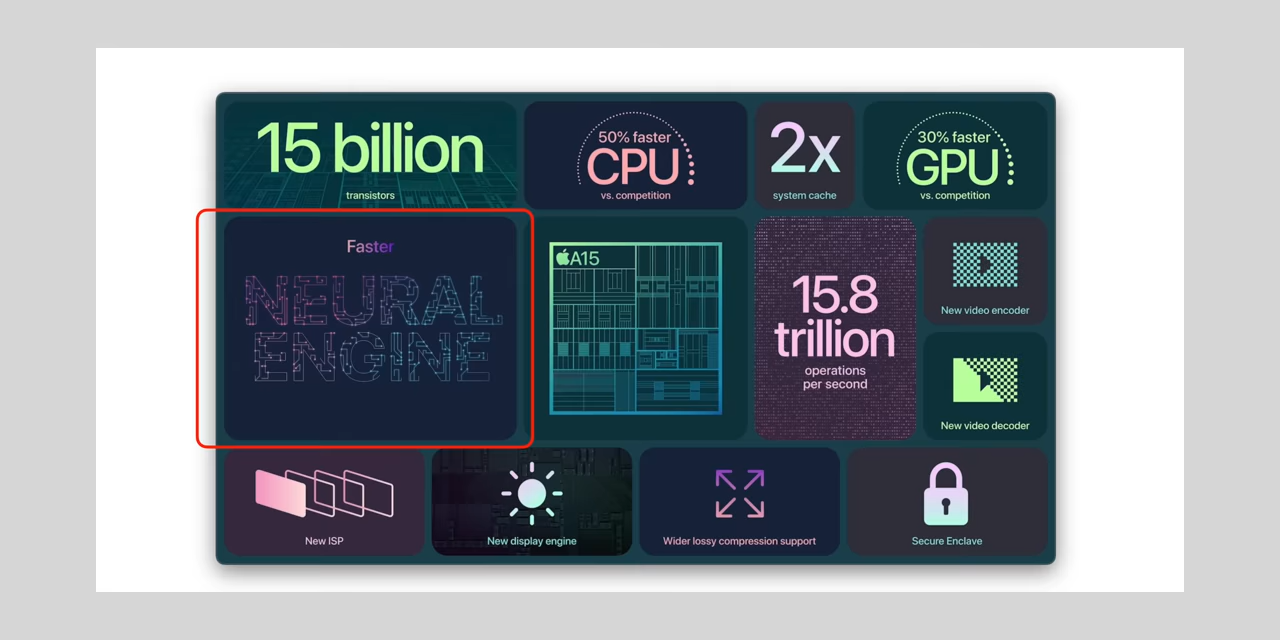 15 billion
transistors
50% faster
CPU
vs. competition
2x
system cache
30% faster
GPU
vs. competition
Faster
NEURAL
ENGINE
A15
15.8
trillion
operations
per second
New video encoder
New video decoder
New ISP
New display engine
Wider lossy compression support
Secure Enclave